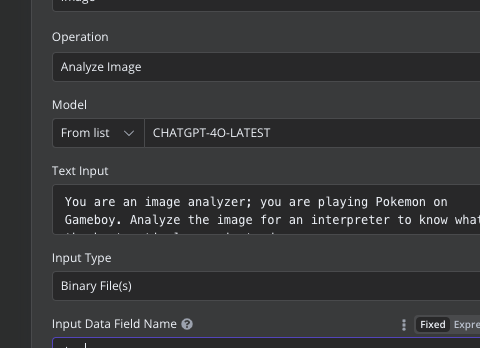 Image
Operation
Analyze Image
Model
From list
CHATGPT-4O-LATEST
Text Input
You are an image analyzer; you are playing Pokemon on
Gameboy. Analyze the image for an interpreter to know what
Input Type
Binary File(s)
Input Data Field Name
Fixed
Expre